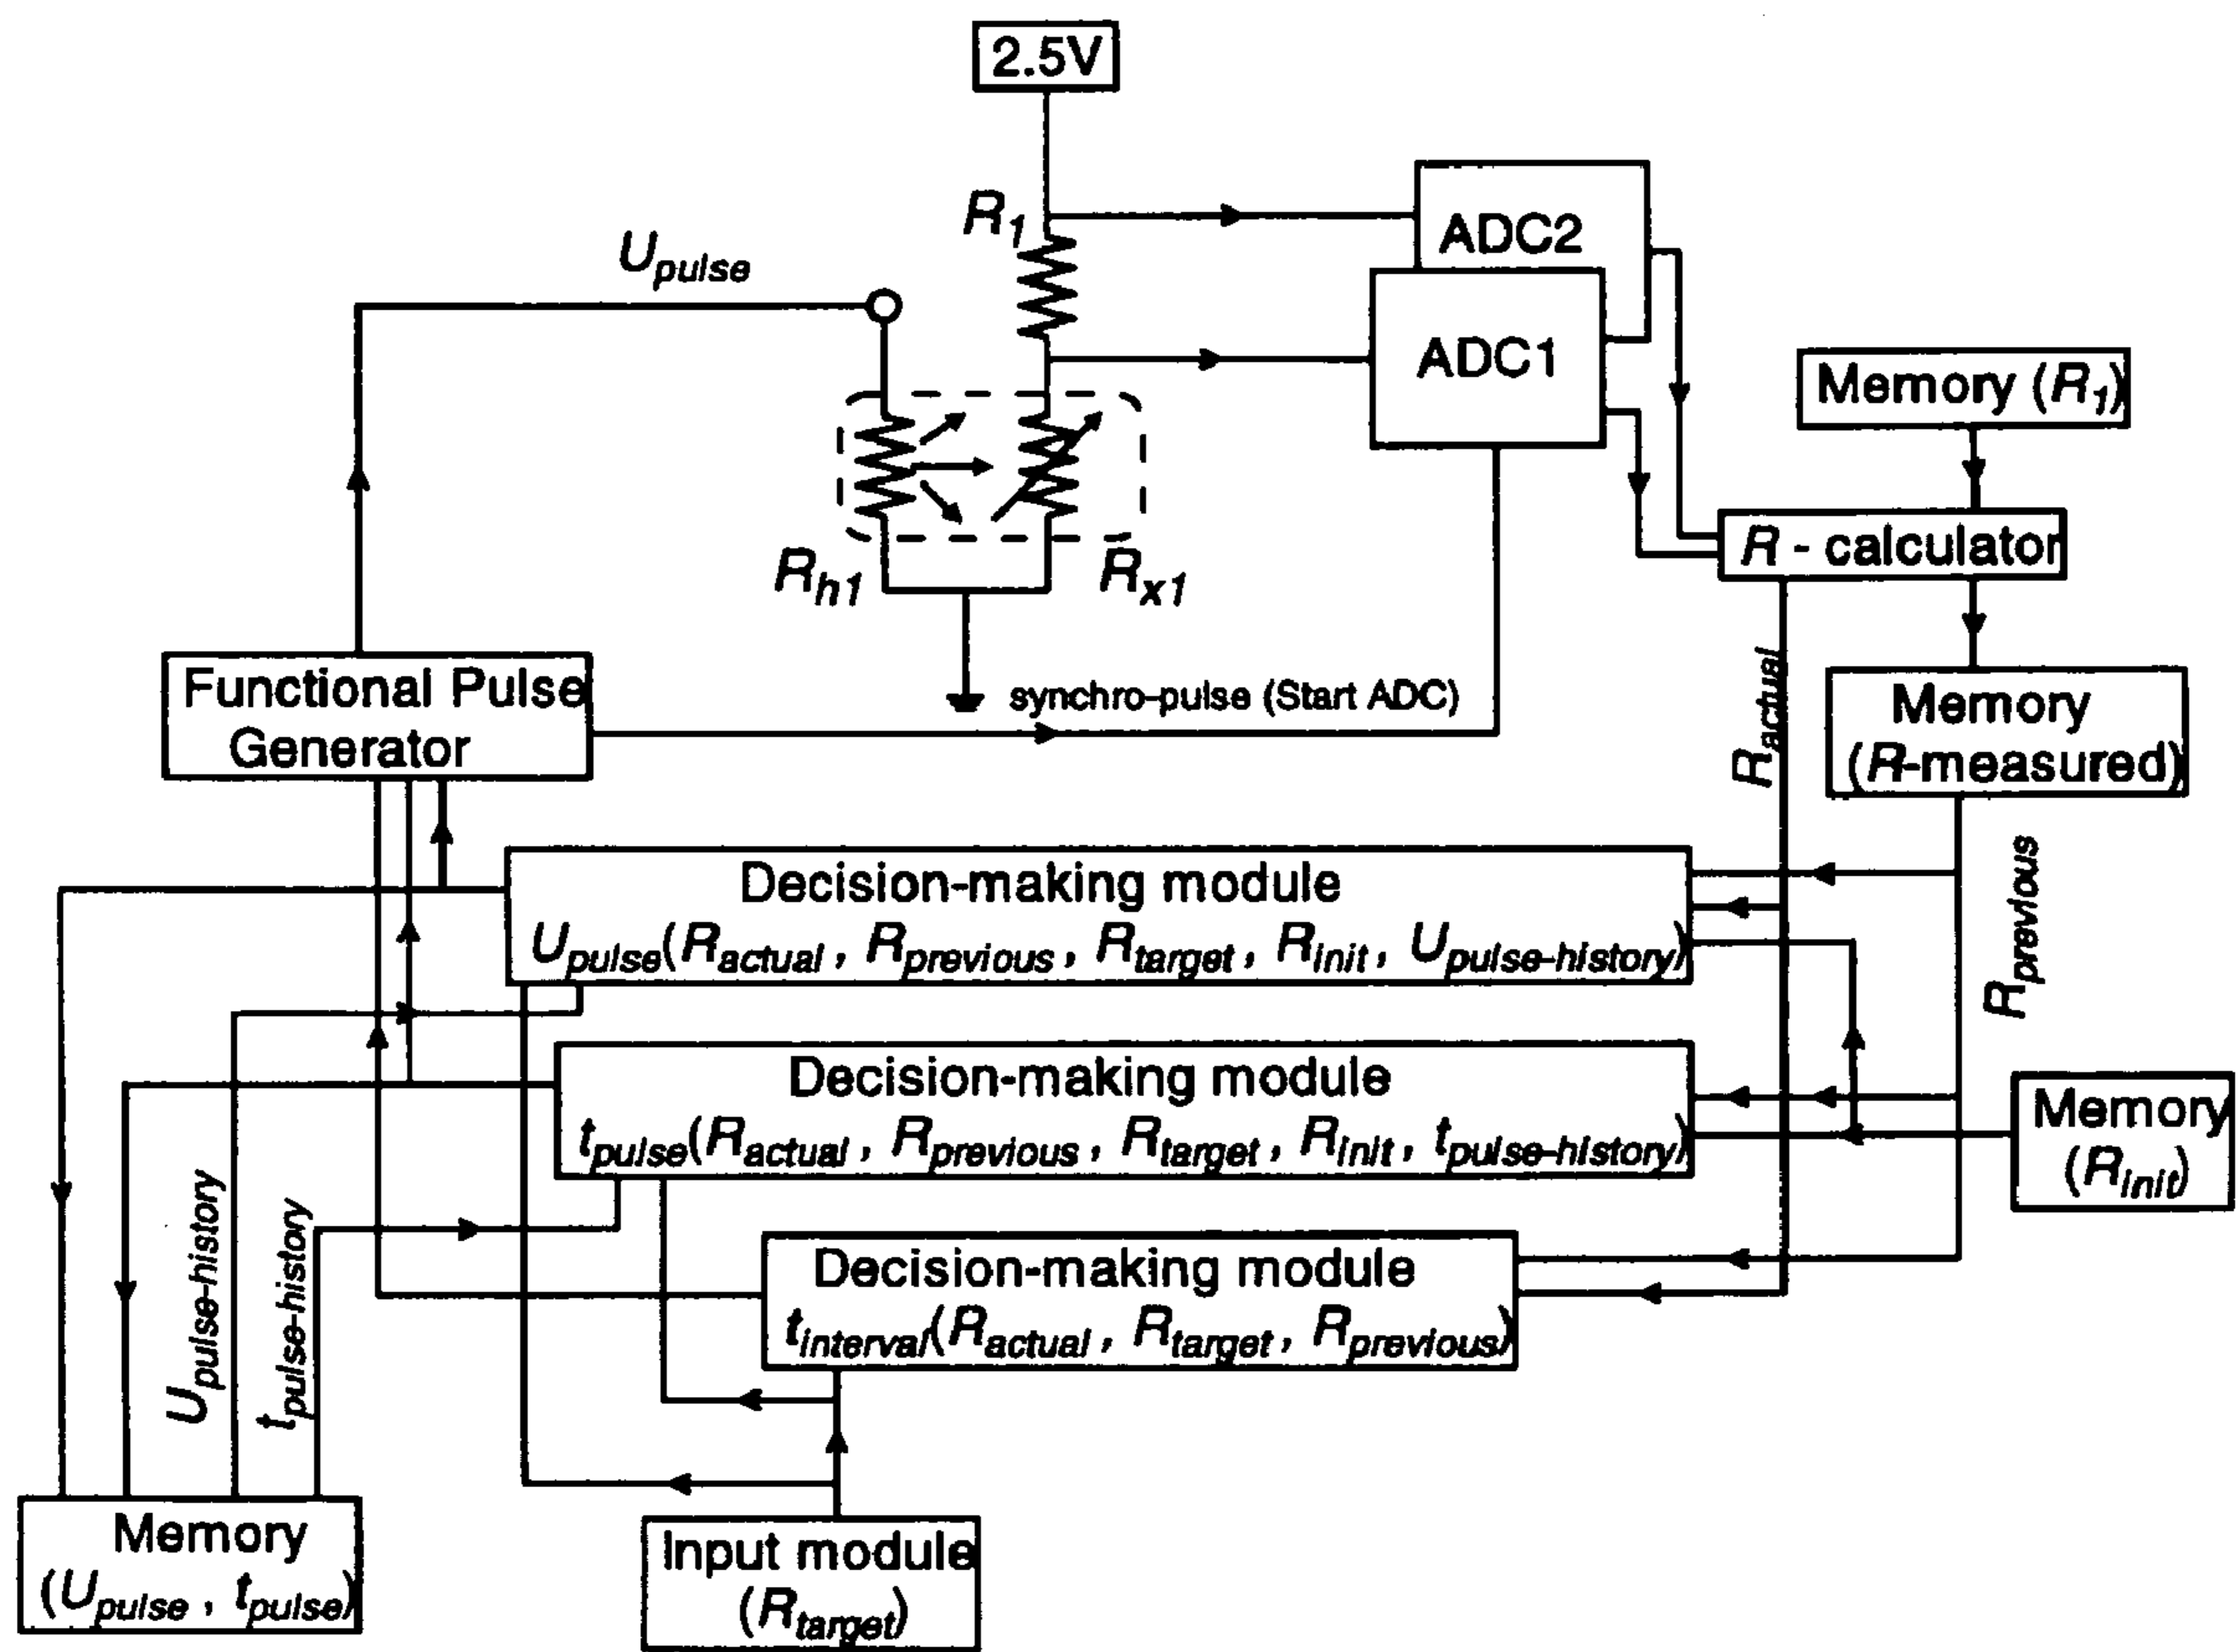 2.5V
R1
ADC2
Upulse
ADC1
Memory (R1)
R - calculator
Rh1
Rx1
Functional Pulse
Generator
synchro-pulse (Start ADC)
Ractual
Memory
(R-measured)
Decision-making module
Upulse(Ractual, Rprevious, Rtarget, Rinit, Upulse-history)
Rprevious
Decision-making module
tpulse(Ractual, Rprevious, Rtarget, Rinit, tpulse-history)
Memory
(Rinit)
Upulse-history
tpulse-history
Decision-making module
tinterval(Ractual, Rtarget, Rprevious)
Memory
(Upulse, tpulse)
Input module
(Rtarget)